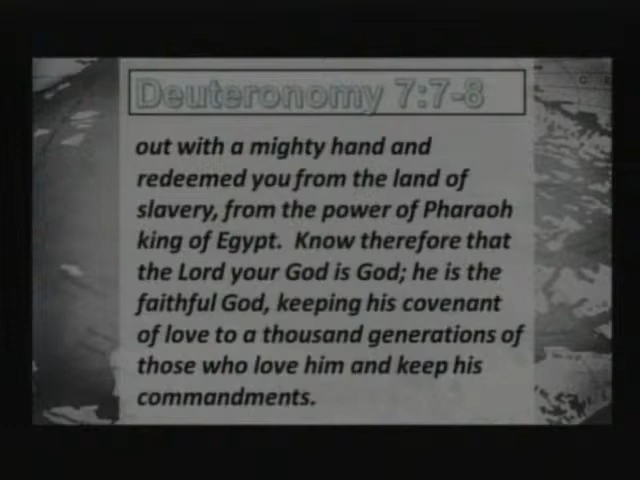 Deuteronomy 7:7-8
out with a mighty hand and
redeemed you from the land of
slavery, from the power of Pharaoh
king of Egypt.  Know therefore that
the Lord your God is God; he is the
faithful God, keeping his covenant
of love to a thousand generations of
those who love him and keep his
commandments.